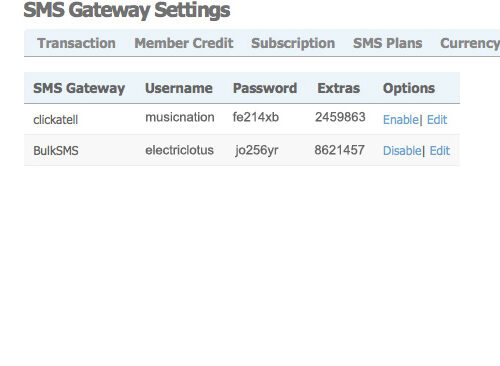 SMS Gateway Settings
Transaction Member Credit Subscription SMS Plans Currency
SMS Gateway Username Password Extras Options
clickatell musicnation fe214xb 2459863 Enable| Edit
BulkSMS electriclotus jo256yr 8621457 Disable| Edit